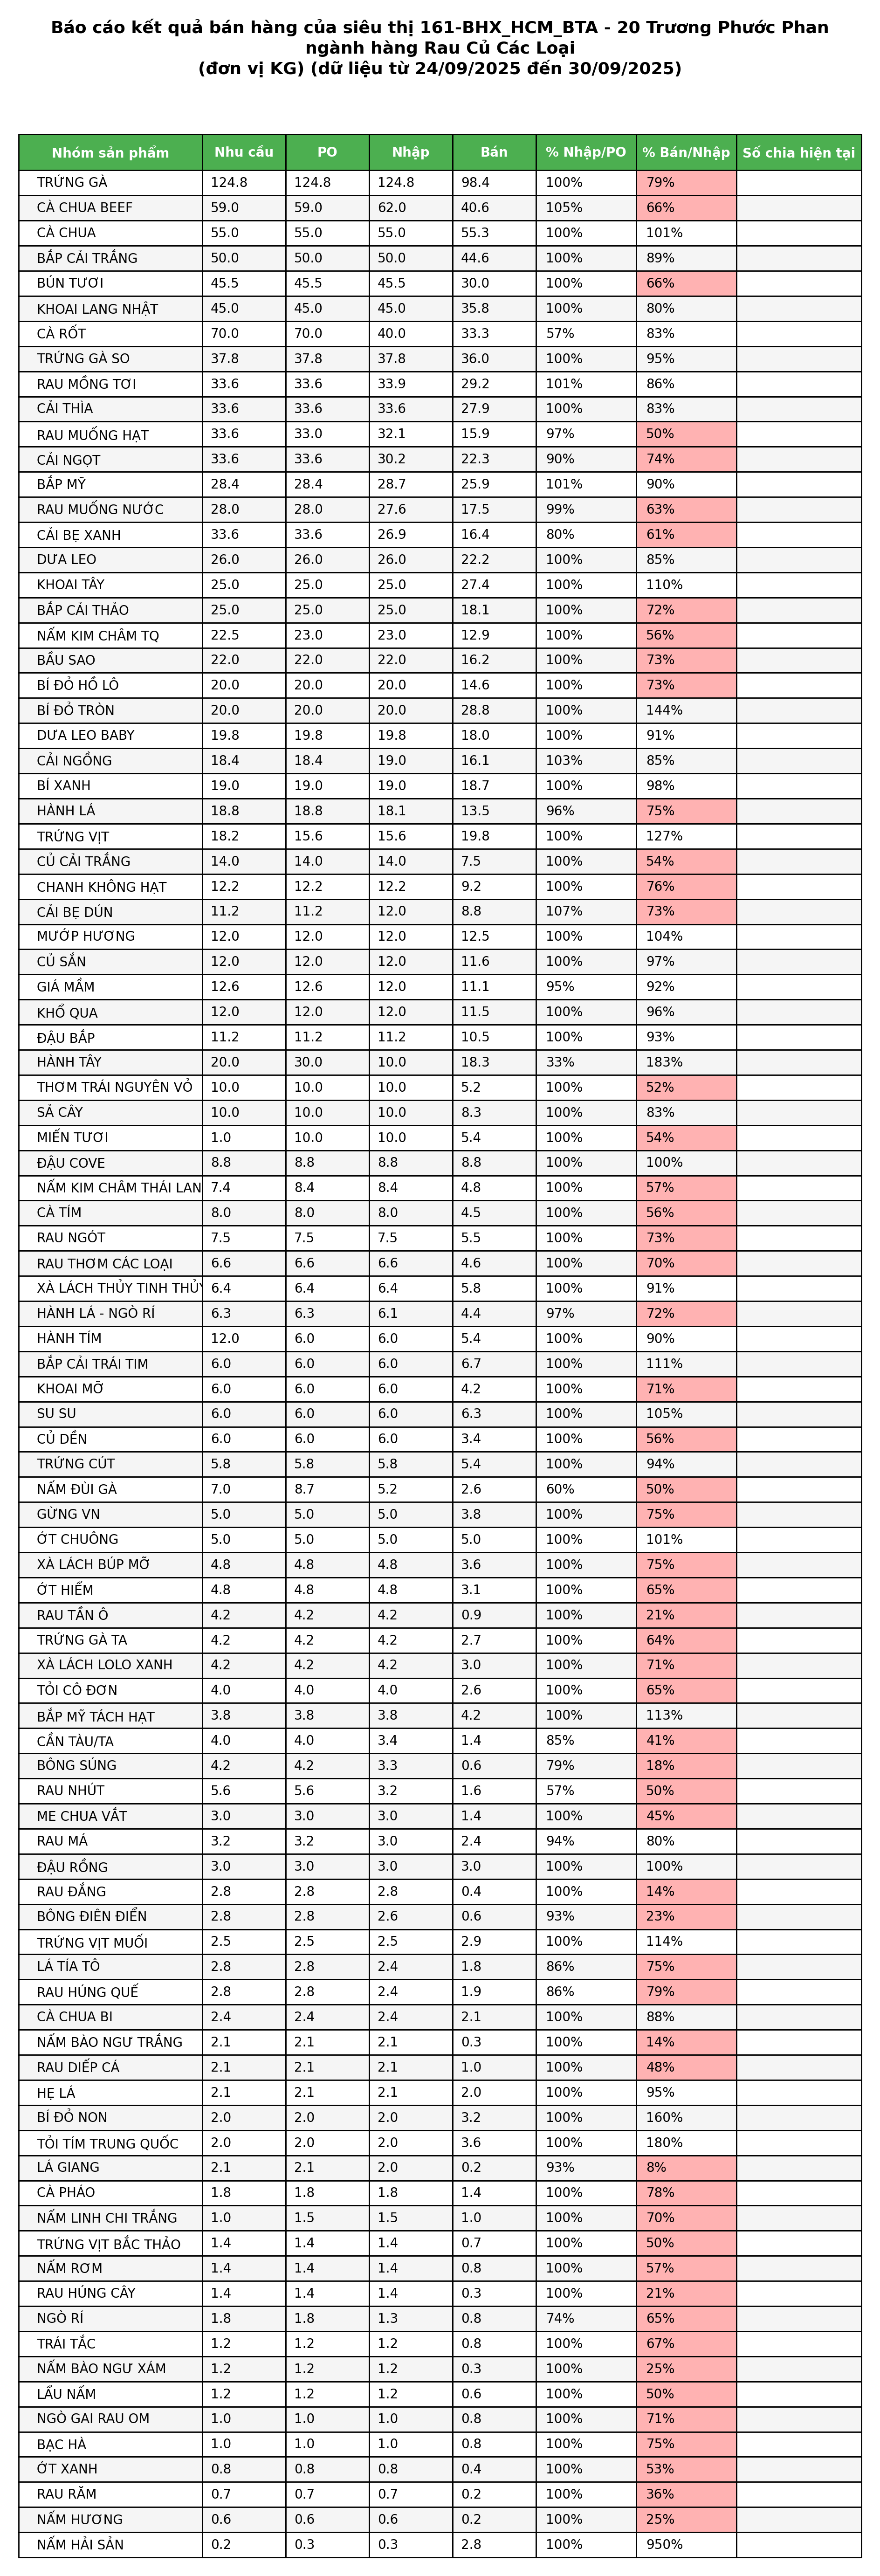 Báo cáo kết quả bán hàng của siêu thị 161-BHX_HCM_BTA - 20 Trương Phước Phan
ngành hàng Rau Củ Các Loại
(đơn vị KG) (dữ liệu từ 24/09/2025 đến 30/09/2025)
Nhóm sản phẩm Nhu cầu PO Nhập Bán % Nhập/PO % Bán/Nhập Số chia hiện tại
TRỨNG GÀ 124.8 124.8 124.8 98.4 100% 79%
CÀ CHUA BEEF 59.0 59.0 62.0 40.6 105% 66%
CÀ CHUA 55.0 55.0 55.0 55.3 100% 101%
BẮP CẢI TRẮNG 50.0 50.0 50.0 44.6 100% 89%
BÚN TƯƠI 45.5 45.5 45.5 30.0 100% 66%
KHOAI LANG NHẬT 45.0 45.0 45.0 35.8 100% 80%
CÀ RỐT 70.0 70.0 40.0 33.3 57% 83%
TRỨNG GÀ SO 37.8 37.8 37.8 36.0 100% 95%
RAU MỒNG TƠI 33.6 33.6 33.9 29.2 101% 86%
CẢI THÌA 33.6 33.6 33.6 27.9 100% 83%
RAU MUỐNG HẠT 33.6 33.0 32.1 15.9 97% 50%
CẢI NGỌT 33.6 33.6 30.2 22.3 90% 74%
BẮP MỸ 28.4 28.4 28.7 25.9 101% 90%
RAU MUỐNG NƯỚC 28.0 28.0 27.6 17.5 99% 63%
CẢI BẸ XANH 33.6 33.6 26.9 16.4 80% 61%
DƯA LEO 26.0 26.0 26.0 22.2 100% 85%
KHOAI TÂY 25.0 25.0 25.0 27.4 100% 110%
BẮP CẢI THẢO 25.0 25.0 25.0 18.1 100% 72%
NẤM KIM CHÂM TQ 22.5 23.0 23.0 12.9 100% 56%
BẦU SAO 22.0 22.0 22.0 16.2 100% 73%
BÍ ĐỎ HỒ LÔ 20.0 20.0 20.0 14.6 100% 73%
BÍ ĐỎ TRÒN 20.0 20.0 20.0 28.8 100% 144%
DƯA LEO BABY 19.8 19.8 19.8 18.0 100% 91%
CẢI NGỒNG 18.4 18.4 19.0 16.1 103% 85%
BÍ XANH 19.0 19.0 19.0 18.7 100% 98%
HÀNH LÁ 18.8 18.8 18.1 13.5 96% 75%
TRỨNG VỊT 18.2 15.6 15.6 19.8 100% 127%
CỦ CẢI TRẮNG 14.0 14.0 14.0 7.5 100% 54%
CHANH KHÔNG HẠT 12.2 12.2 12.2 9.2 100% 76%
CẢI BẸ DÚN 11.2 11.2 12.0 8.8 107% 73%
MƯỚP HƯƠNG 12.0 12.0 12.0 12.5 100% 104%
CỦ SẮN 12.0 12.0 12.0 11.6 100% 97%
GIÁ MẦM 12.6 12.6 12.0 11.1 95% 92%
KHỔ QUA 12.0 12.0 12.0 11.5 100% 96%
ĐẬU BẮP 11.2 11.2 11.2 10.5 100% 93%
HÀNH TÂY 20.0 30.0 10.0 18.3 33% 183%
THƠM TRÁI NGUYÊN VỎ 10.0 10.0 10.0 5.2 100% 52%
SẢ CÂY 10.0 10.0 10.0 8.3 100% 83%
MIẾN TƯƠI 1.0 10.0 10.0 5.4 100% 54%
ĐẬU COVE 8.8 8.8 8.8 8.8 100% 100%
NẤM KIM CHÂM THÁI LAN 7.4 8.4 8.4 4.8 100% 57%
CÀ TÍM 8.0 8.0 8.0 4.5 100% 56%
RAU NGÓT 7.5 7.5 7.5 5.5 100% 73%
RAU THƠM CÁC LOẠI 6.6 6.6 6.6 4.6 100% 70%
XÀ LÁCH THỦY TINH THỦY 6.4 6.4 6.4 5.8 100% 91%
HÀNH LÁ - NGÒ RÍ 6.3 6.3 6.1 4.4 97% 72%
HÀNH TÍM 12.0 6.0 6.0 5.4 100% 90%
BẮP CẢI TRÁI TIM 6.0 6.0 6.0 6.7 100% 111%
KHOAI MỠ 6.0 6.0 6.0 4.2 100% 71%
SU SU 6.0 6.0 6.0 6.3 100% 105%
CỦ DỀN 6.0 6.0 6.0 3.4 100% 56%
TRỨNG CÚT 5.8 5.8 5.8 5.4 100% 94%
NẤM ĐÙI GÀ 7.0 8.7 5.2 2.6 60% 50%
GỪNG VN 5.0 5.0 5.0 3.8 100% 75%
ỚT CHUÔNG 5.0 5.0 5.0 5.0 100% 101%
XÀ LÁCH BÚP MỠ 4.8 4.8 4.8 3.6 100% 75%
ỚT HIỂM 4.8 4.8 4.8 3.1 100% 65%
RAU TẦN Ô 4.2 4.2 4.2 0.9 100% 21%
TRỨNG GÀ TA 4.2 4.2 4.2 2.7 100% 64%
XÀ LÁCH LOLO XANH 4.2 4.2 4.2 3.0 100% 71%
TỎI CÔ ĐƠN 4.0 4.0 4.0 2.6 100% 65%
BẮP MỸ TÁCH HẠT 3.8 3.8 3.8 4.2 100% 113%
CẦN TÀU/TA 4.0 4.0 3.4 1.4 85% 41%
BÔNG SÚNG 4.2 4.2 3.3 0.6 79% 18%
RAU NHÚT 5.6 5.6 3.2 1.6 57% 50%
ME CHUA VẮT 3.0 3.0 3.0 1.4 100% 45%
RAU MÁ 3.2 3.2 3.0 2.4 94% 80%
ĐẬU RỒNG 3.0 3.0 3.0 3.0 100% 100%
RAU ĐẮNG 2.8 2.8 2.8 0.4 100% 14%
BÔNG ĐIÊN ĐIỂN 2.8 2.8 2.6 0.6 93% 23%
TRỨNG VỊT MUỐI 2.5 2.5 2.5 2.9 100% 114%
LÁ TÍA TÔ 2.8 2.8 2.4 1.8 86% 75%
RAU HÚNG QUẾ 2.8 2.8 2.4 1.9 86% 79%
CÀ CHUA BI 2.4 2.4 2.4 2.1 100% 88%
NẤM BÀO NGƯ TRẮNG 2.1 2.1 2.1 0.3 100% 14%
RAU DIẾP CÁ 2.1 2.1 2.1 1.0 100% 48%
HẸ LÁ 2.1 2.1 2.1 2.0 100% 95%
BÍ ĐỎ NON 2.0 2.0 2.0 3.2 100% 160%
TỎI TÍM TRUNG QUỐC 2.0 2.0 2.0 3.6 100% 180%
LÁ GIANG 2.1 2.1 2.0 0.2 93% 8%
CÀ PHÁO 1.8 1.8 1.8 1.4 100% 78%
NẤM LINH CHI TRẮNG 1.0 1.5 1.5 1.0 100% 70%
TRỨNG VỊT BẮC THẢO 1.4 1.4 1.4 0.7 100% 50%
NẤM RƠM 1.4 1.4 1.4 0.8 100% 57%
RAU HÚNG CÂY 1.4 1.4 1.4 0.3 100% 21%
NGÒ RÍ 1.8 1.8 1.3 0.8 74% 65%
TRÁI TẮC 1.2 1.2 1.2 0.8 100% 67%
NẤM BÀO NGƯ XÁM 1.2 1.2 1.2 0.3 100% 25%
LẨU NẤM 1.2 1.2 1.2 0.6 100% 50%
NGÒ GAI RAU OM 1.0 1.0 1.0 0.8 100% 71%
BẠC HÀ 1.0 1.0 1.0 0.8 100% 75%
ỚT XANH 0.8 0.8 0.8 0.4 100% 53%
RAU RĂM 0.7 0.7 0.7 0.2 100% 36%
NẤM HƯƠNG 0.6 0.6 0.6 0.2 100% 25%
NẤM HẢI SẢN 0.2 0.3 0.3 2.8 100% 950%